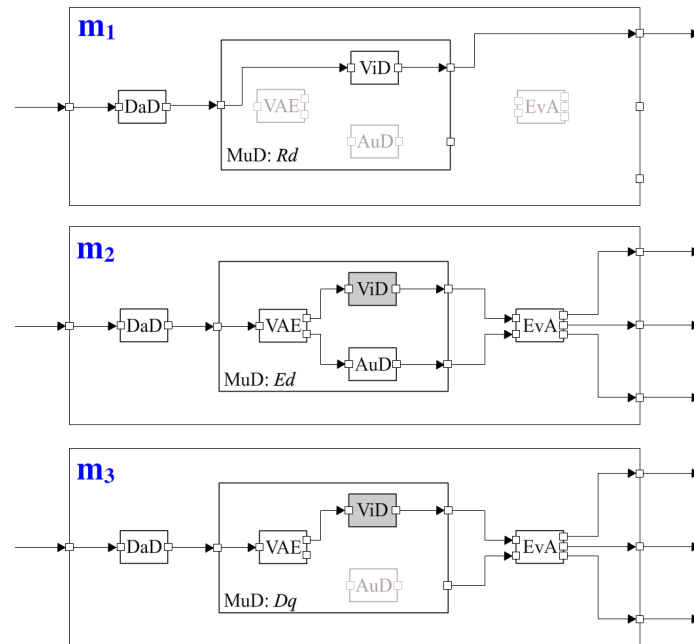 m1
ViD
DaD
VAE
EvA
AuD
MuD: Rd
m2
ViD
DaD
VAE
EvA
AuD
MuD: Ed
m3
ViD
DaD
VAE
EvA
AuD
MuD: Dq